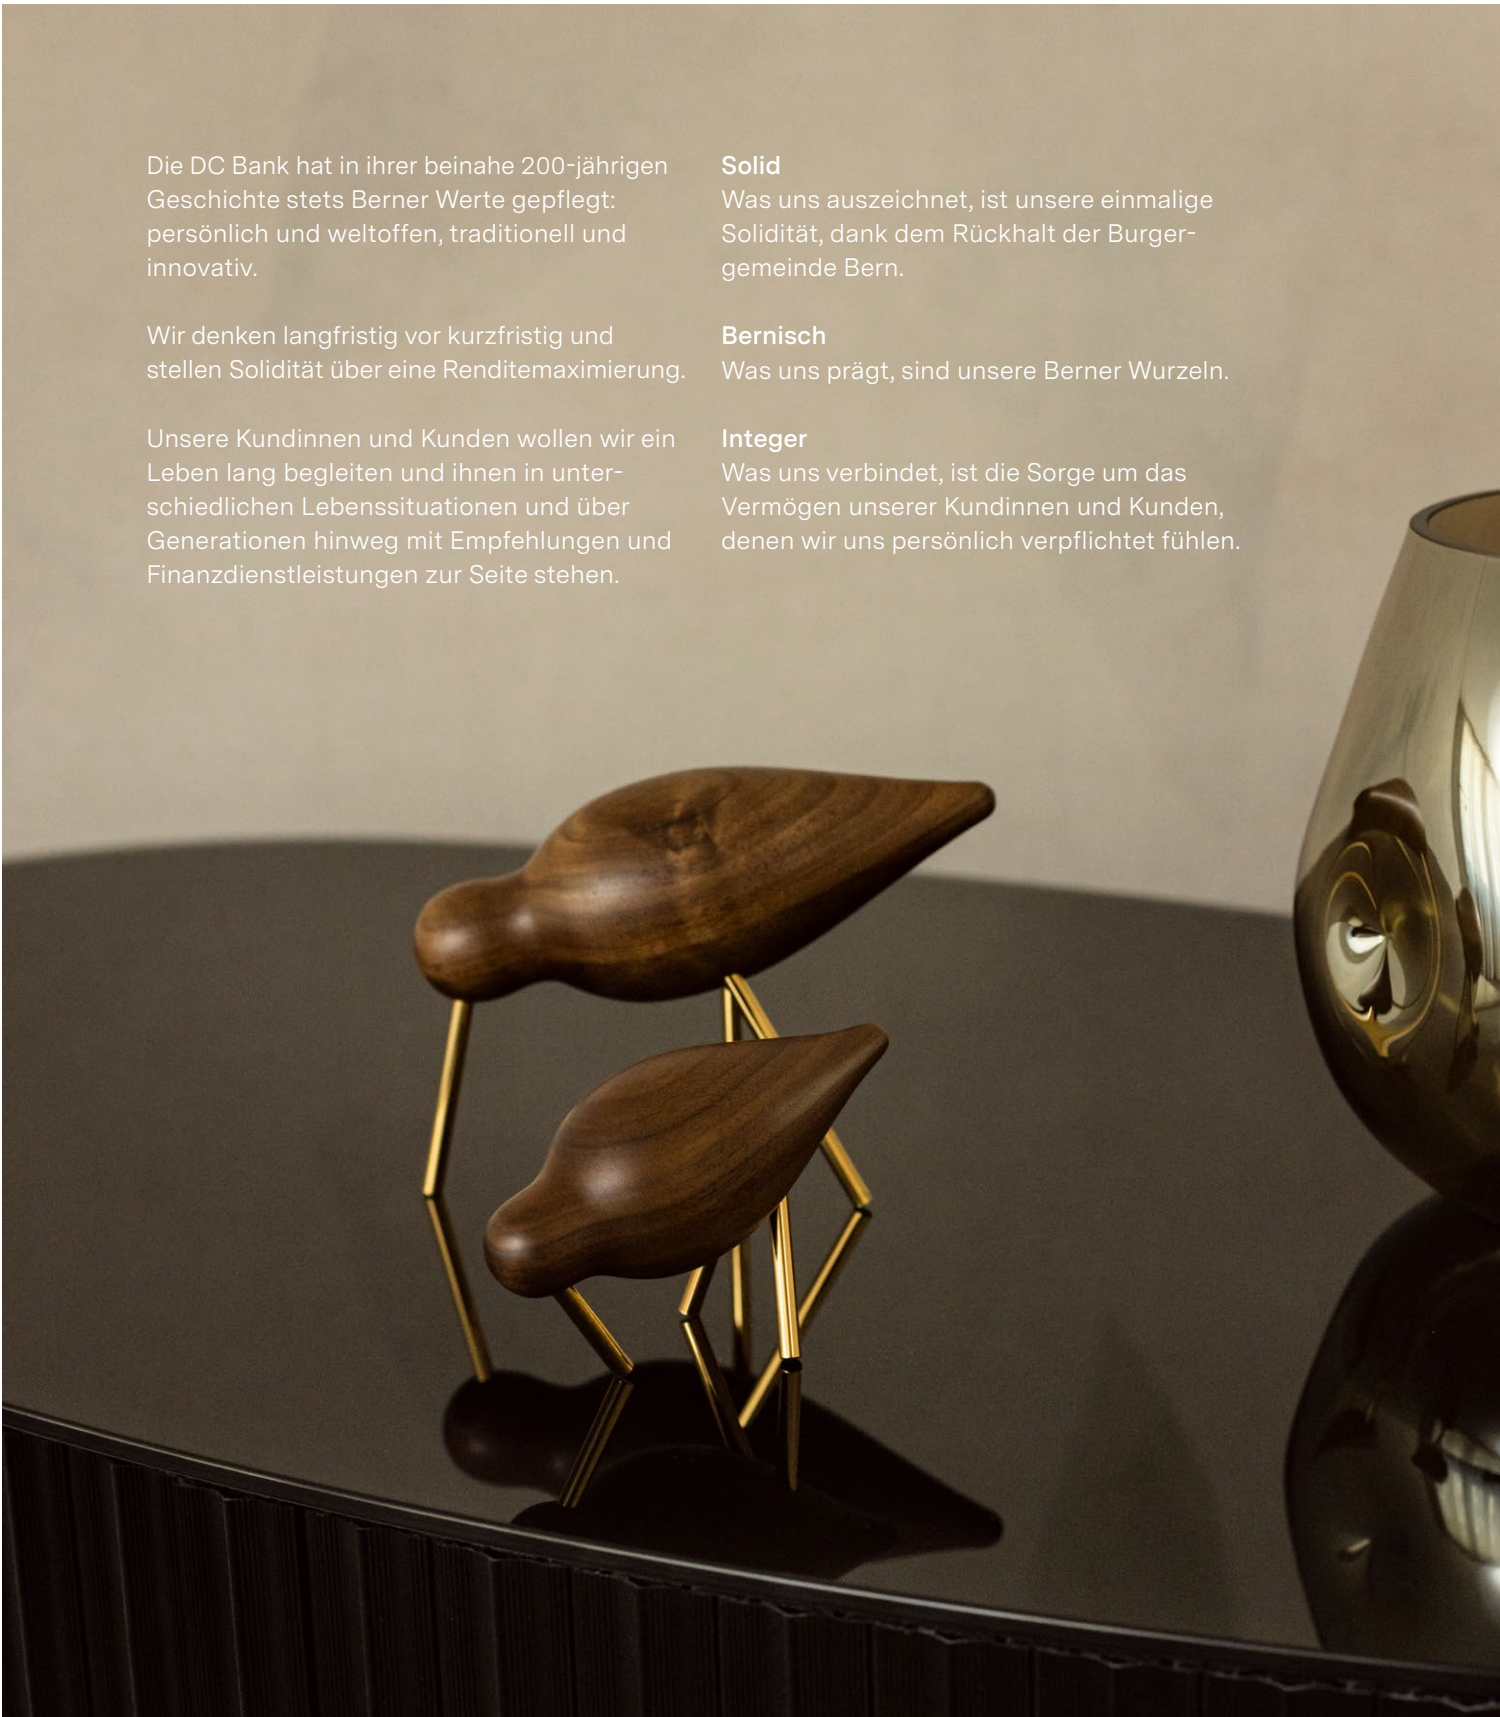 Die DC Bank hat in ihrer beinahe 200-jährigen
Geschichte stets Berner Werte gepflegt:
persönlich und weltoffen, traditionell und
innovativ.
Wir denken langfristig vor kurzfristig und
stellen Solidität über eine Renditemaximierung.
Unsere Kundinnen und Kunden wollen wir ein
Leben lang begleiten und ihnen in unter-
schiedlichen Lebenssituationen und über
Generationen hinweg mit Empfehlungen und
Finanzdienstleistungen zur Seite stehen.
Solid
Was uns auszeichnet, ist unsere einmalige
Solidität, dank dem Rückhalt der Burger-
gemeinde Bern.
Bernisch
Was uns prägt, sind unsere Berner Wurzeln.
Integer
Was uns verbindet, ist die Sorge um das
Vermögen unserer Kundinnen und Kunden,
denen wir uns persönlich verpflichtet fühlen.